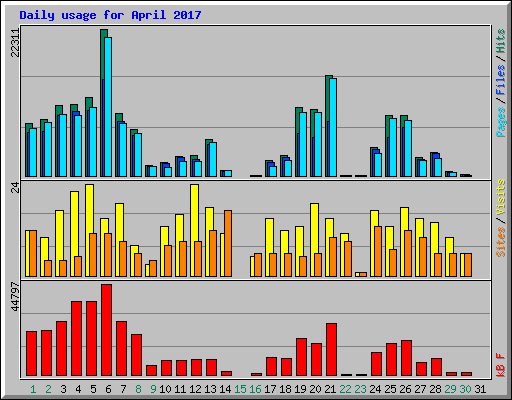 Daily usage for April 2017
22311
Pages / Files / Hits
24
Sites / Visits
44797
kB F
1 2 3 4 5 6 7 8 9 10 11 12 13 14 15 16 17 18 19 20 21 22 23 24 25 26 27 28 29 30 31